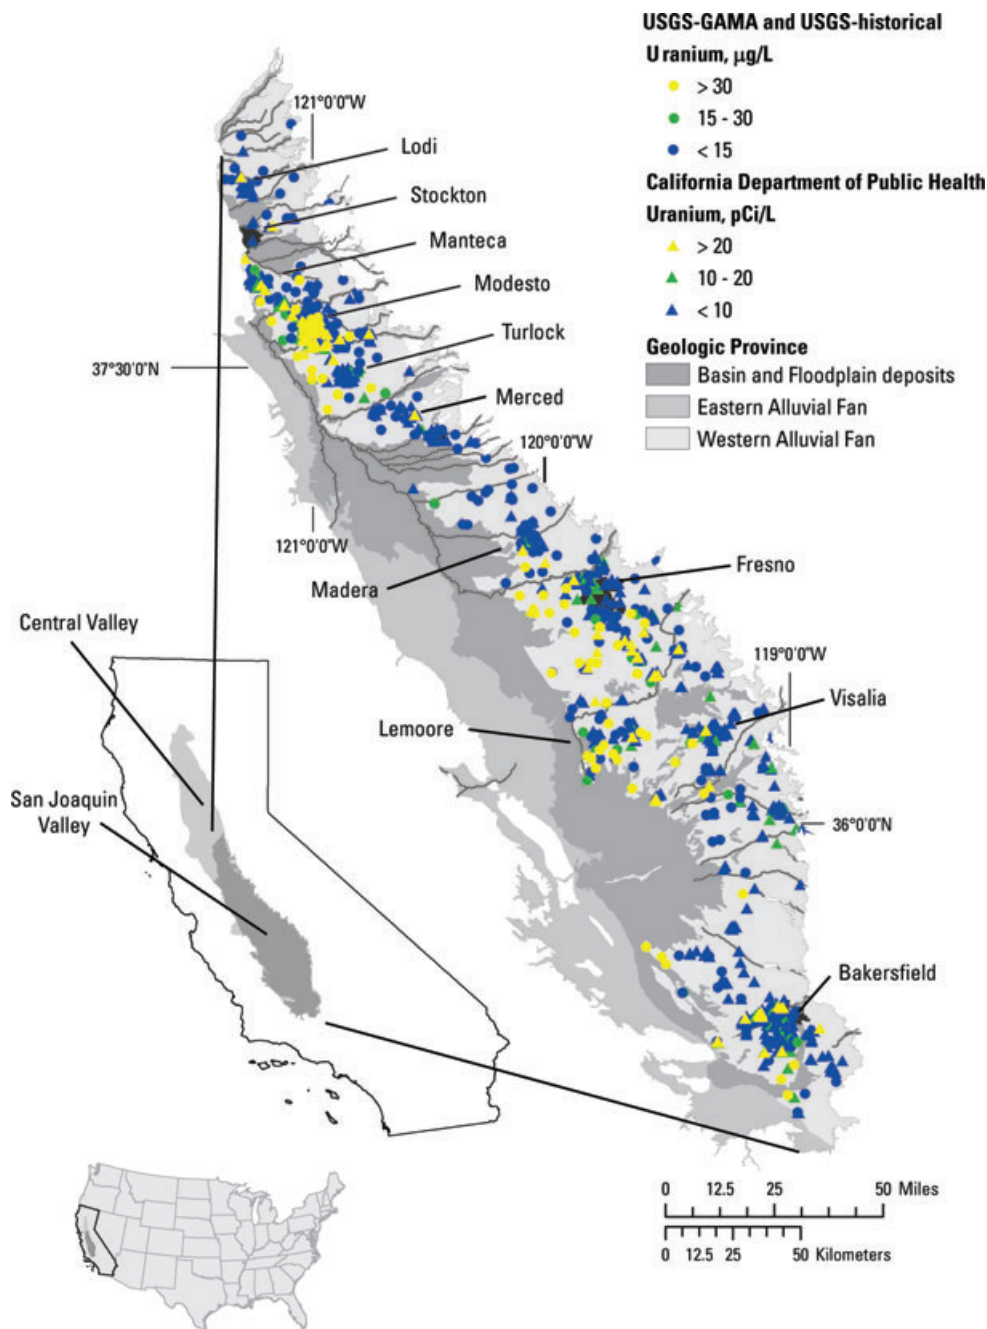 USGS-GAMA and USGS-historical
Uranium, µg/L
> 30
15 - 30
< 15
California Department of Public Health
Uranium, pCi/L
> 20
10 - 20
< 10
Geologic Province
Basin and Floodplain deposits
Eastern Alluvial Fan
Western Alluvial Fan
121°0'0"W
Lodi
Stockton
Manteca
Modesto
Turlock
37°30'0"N
Merced
120°0'0"W
121°0'0"W
Madera
Fresno
Central Valley
119°0'0"W
Visalia
Lemoore
San Joaquin
Valley
36°0'0"N
Bakersfield
0 12.5 25 50 Miles
0 12.5 25 50 Kilometers